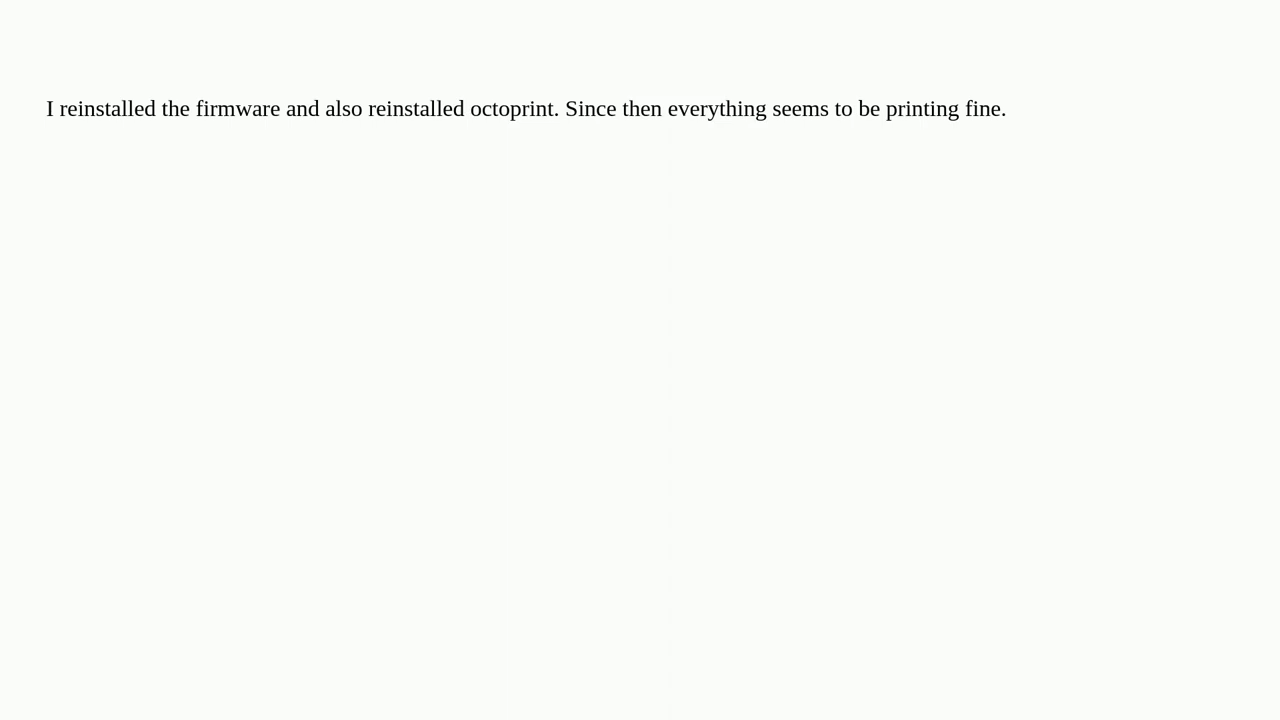 I reinstalled the firmware and also reinstalled octoprint. Since then everything seems to be printing fine.